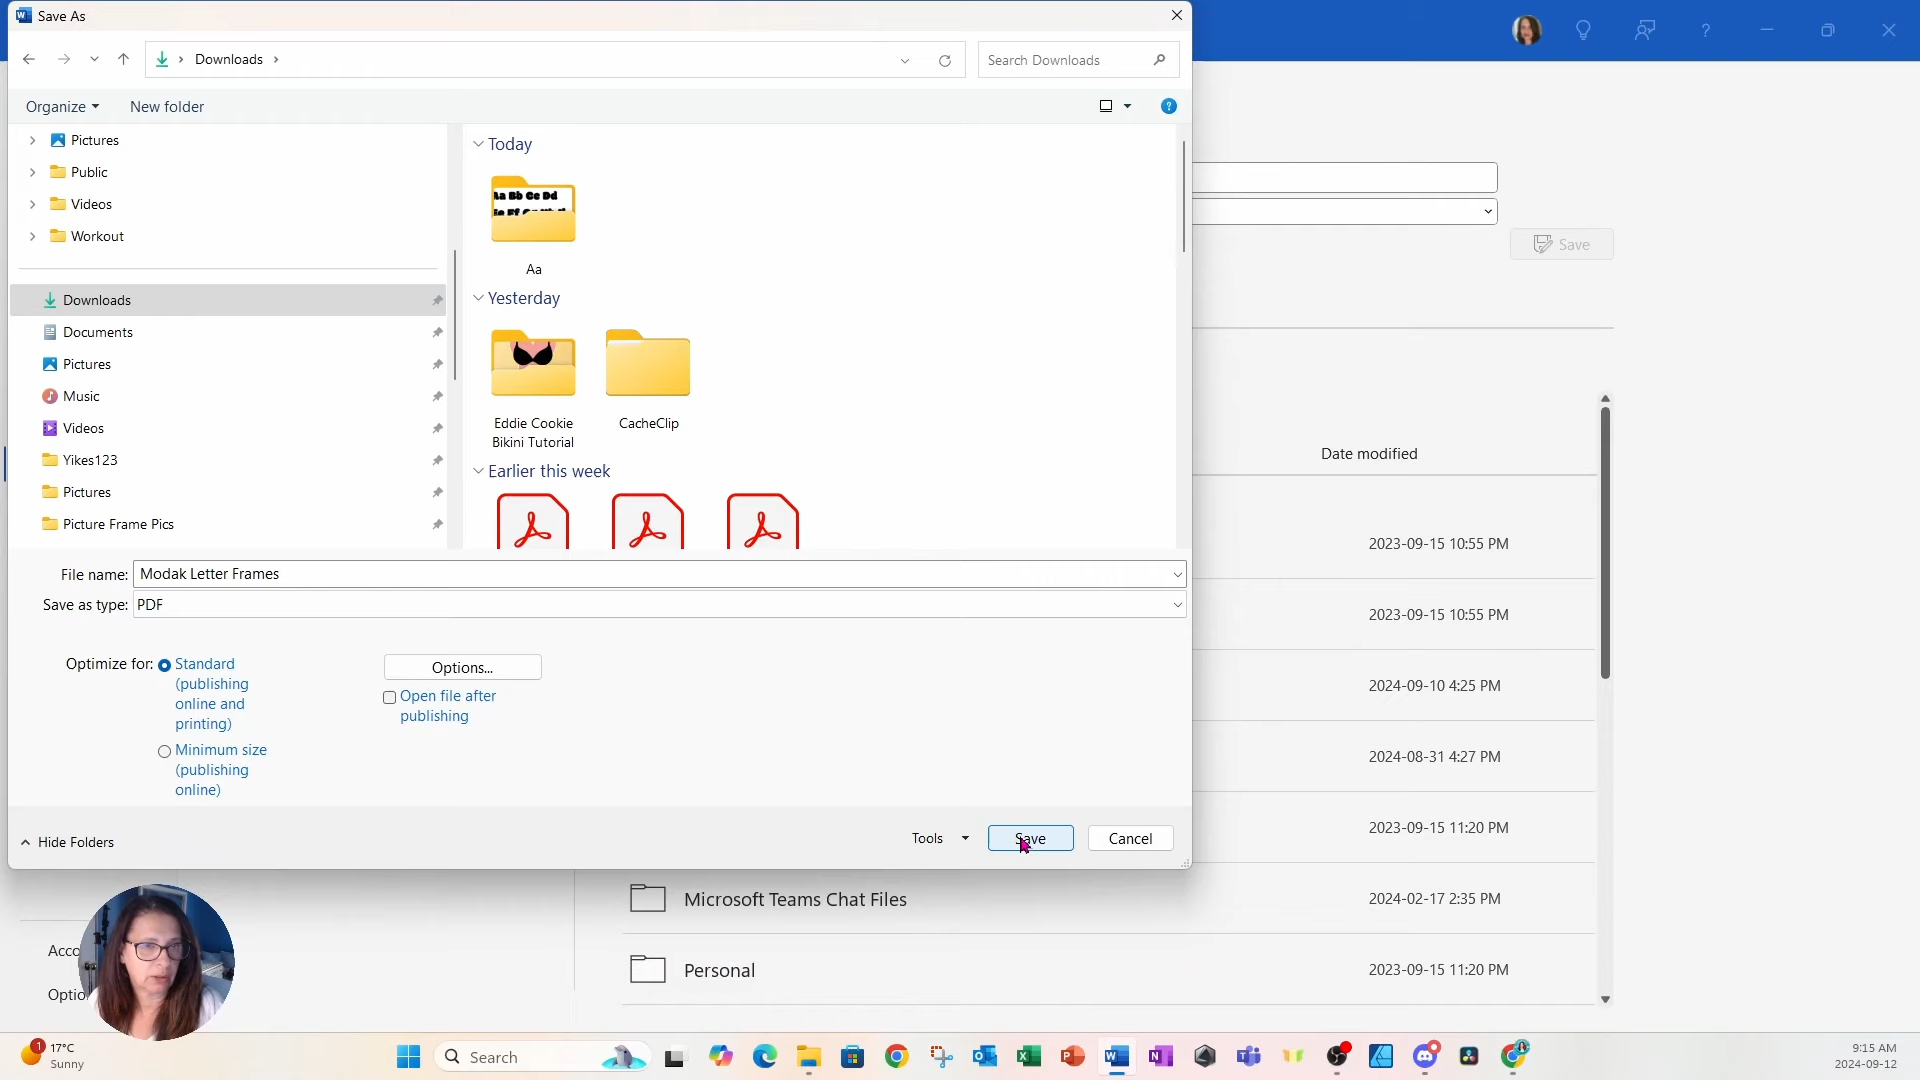 Save As
Downloads
Search Downloads
Organize
New folder
Pictures
Public
Videos
Workout
Downloads
Documents
Pictures
Music
Videos
Yikes123
Pictures
Picture Frame Pics
Today
Aa Bb Cc Dd
Aa
Yesterday
Eddie Cookie
Bikini Tutorial
CacheClip
Earlier this week
File name:
Modak Letter Frames
Save as type:
PDF
Optimize for:
Standard
(publishing
online and
printing)
Minimum size
(publishing
online)
Options...
Open file after
publishing
Hide Folders
Tools
Save
Cancel
?
Save
Date modified
2023-09-15 10:55 PM
2023-09-15 10:55 PM
2024-09-10 4:25 PM
2024-08-31 4:27 PM
2023-09-15 11:20 PM
Microsoft Teams Chat Files
2024-02-17 2:35 PM
Personal
2023-09-15 11:20 PM
1
17°C
Sunny
Search
9:15 AM
2024-09-12